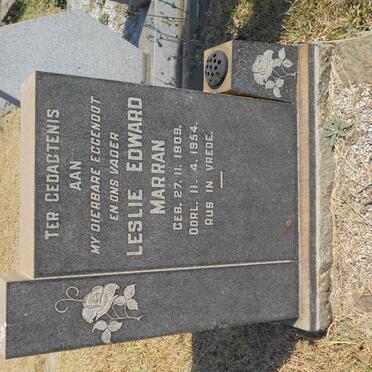 TER GEDAGTENIS
AAN
MY DIERBARE EGGENOOT
EN ONS VADER
LESLIE EDWARD
MARRAN
GEB. 27. 11. 1909.
OORL. 11. 4. 1954.
RUS IN VREDE.